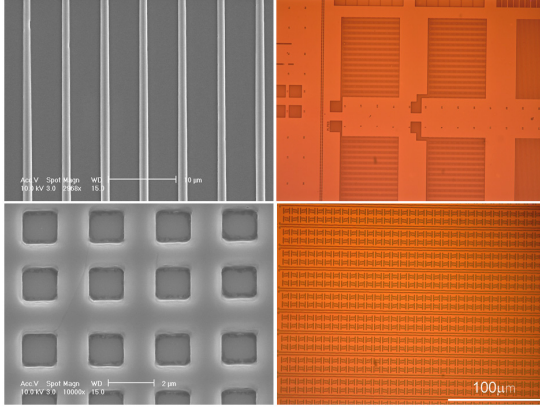 Acc.V Spot Magn WD 10 µm
10.0 kV 3.0 2968x 15.0
Acc.V Spot Magn WD 2 µm
10.0 kV 3.0 10000x 15.0
100µm